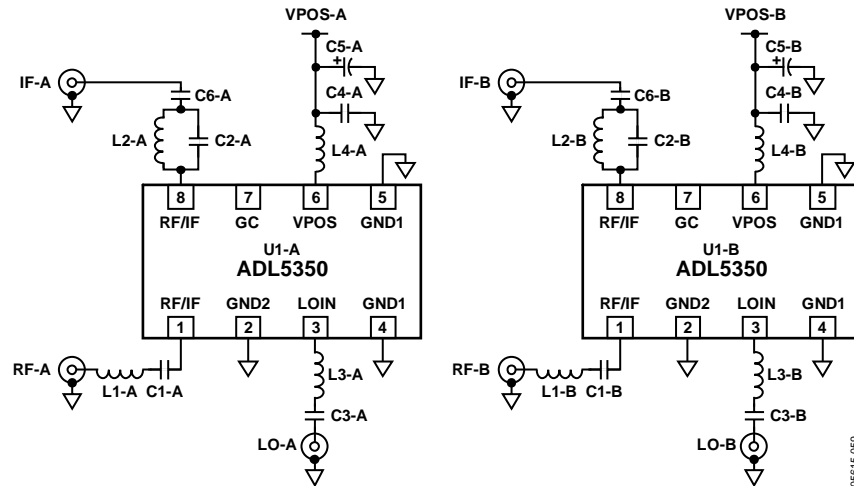 VPOS-A
C5-A
+
IF-A
C6-A
C4-A
L2-A
C2-A
L4-A
8
7
6
5
RF/IF
GC
VPOS
GND1
U1-A
ADL5350
RF/IF
GND2
LOIN
GND1
1
2
3
4
RF-A
L1-A
C1-A
L3-A
C3-A
LO-A
VPOS-B
C5-B
+
IF-B
C6-B
C4-B
L2-B
C2-B
L4-B
8
7
6
5
RF/IF
GC
VPOS
GND1
U1-B
ADL5350
RF/IF
GND2
LOIN
GND1
1
2
3
4
RF-B
L1-B
C1-B
L3-B
C3-B
LO-B
05615-059